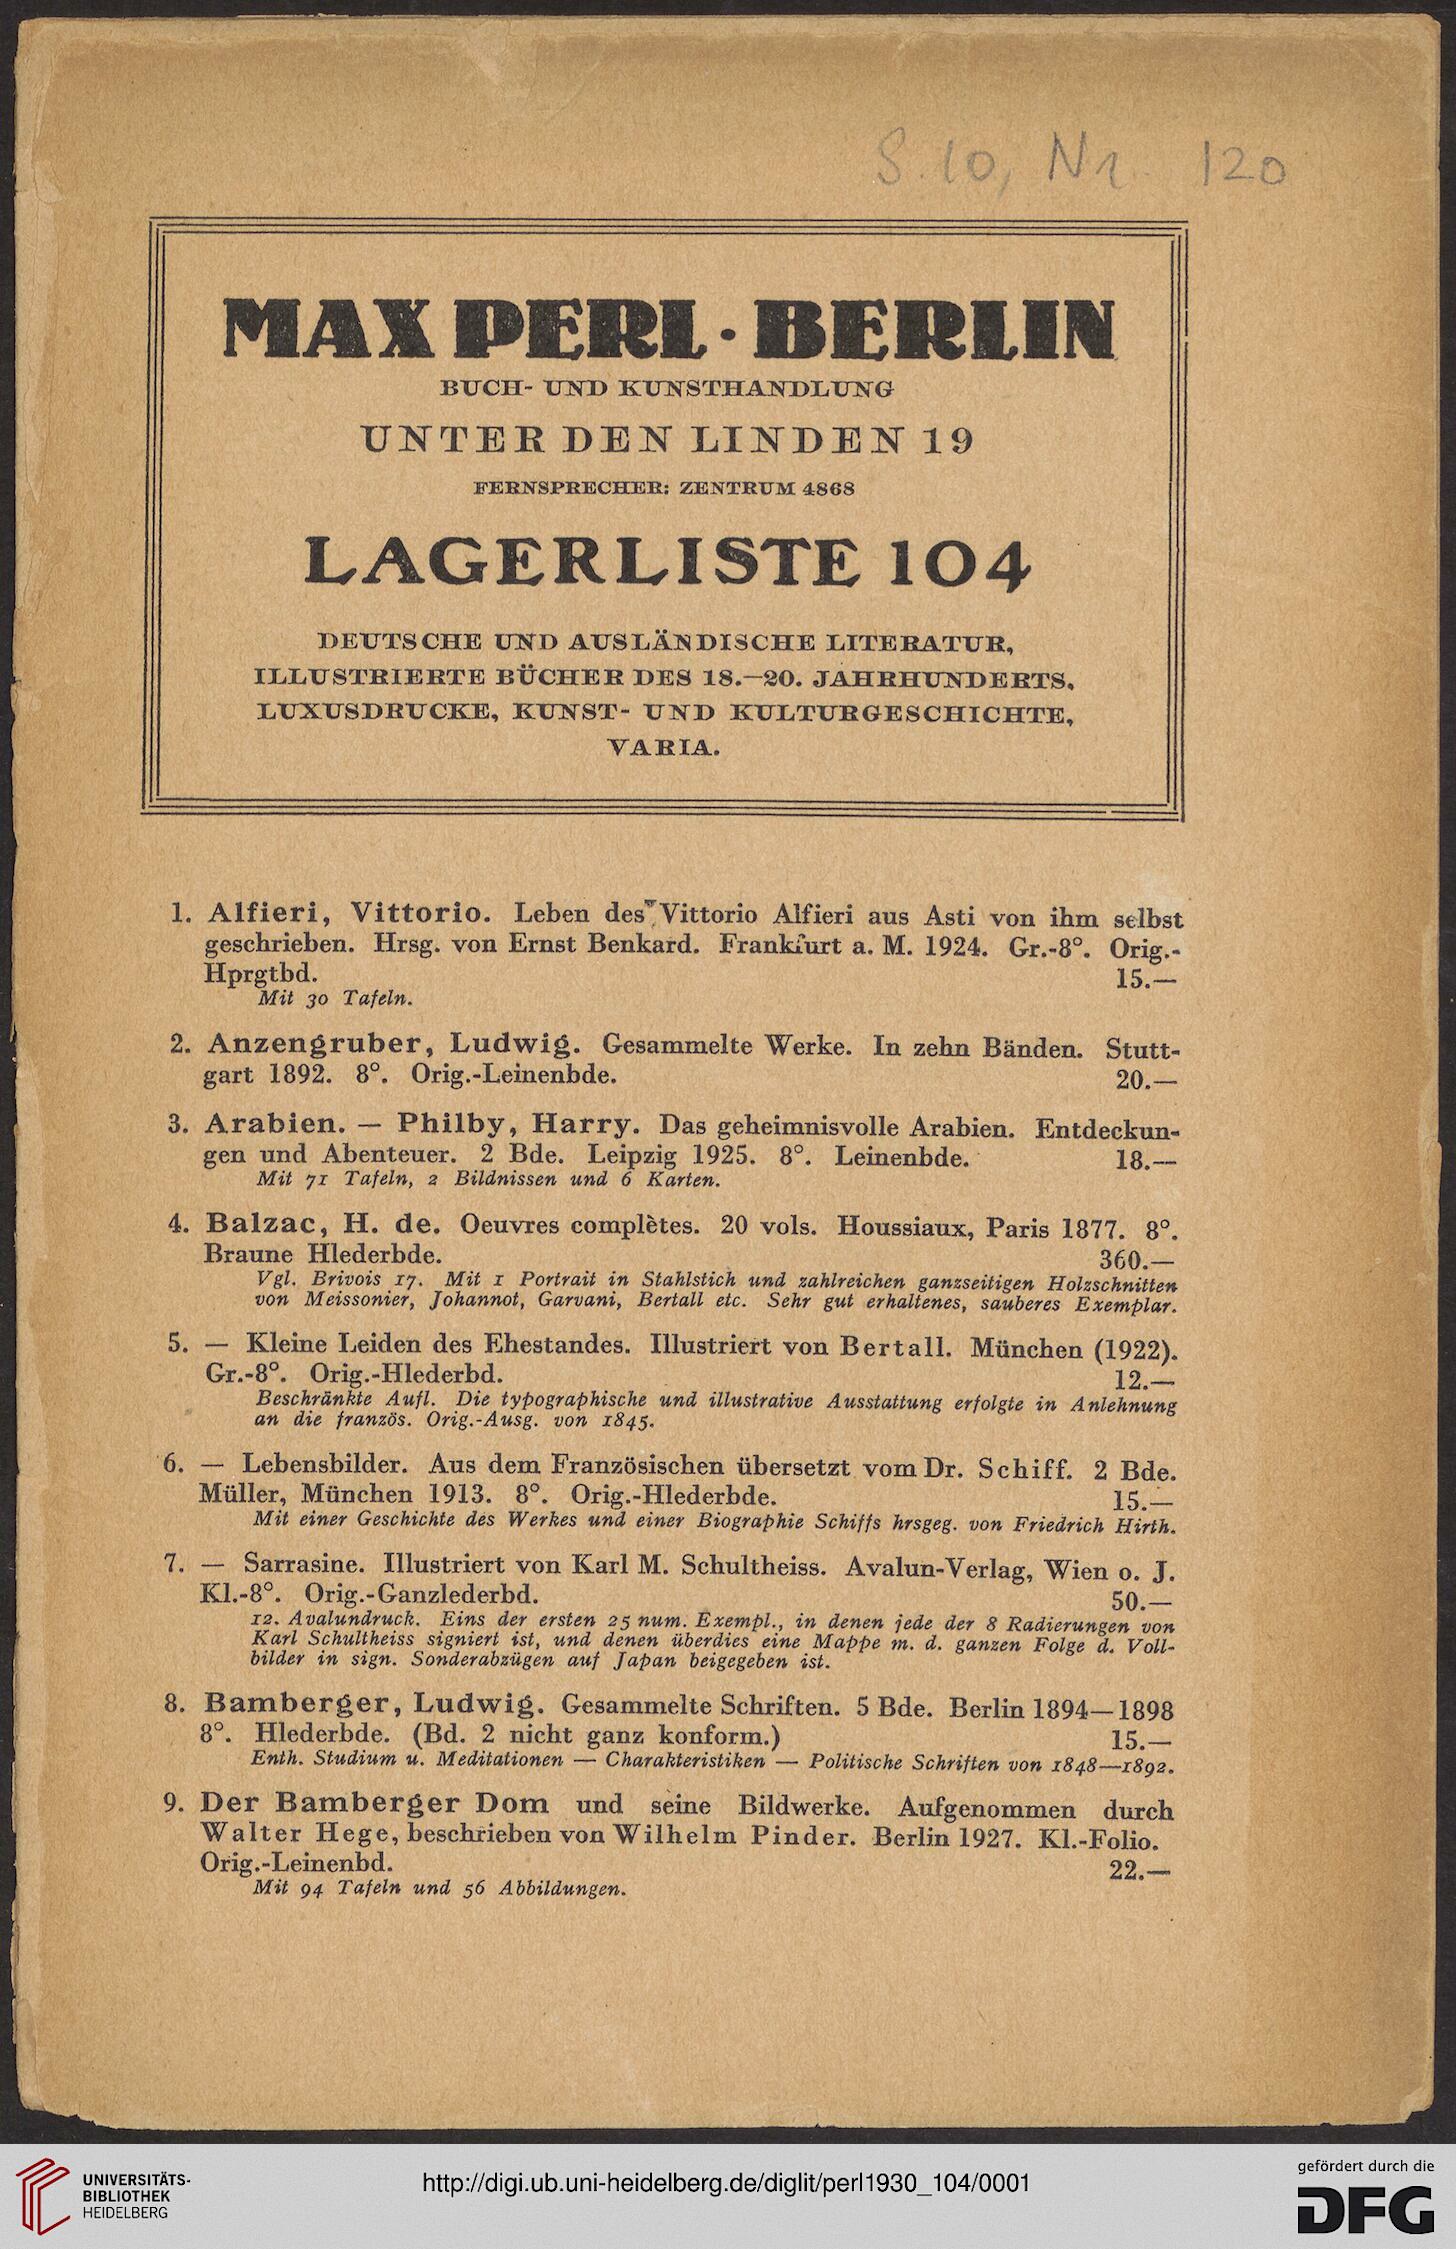 S. 10, Nr. 120
MAX PERL · BERLIN
BUCH- UND KUNSTHANDLUNG
UNTER DEN LINDEN 19
FERNSPRECHER: ZENTRUM 4868
LAGERLISTE 104
DEUTSCHE UND AUSLÄNDISCHE LITERATUR,
ILLUSTRIERTE BÜCHER DES 18.—20. JAHRHUNDERTS,
LUXUSDRUCKE, KUNST- UND KULTURGESCHICHTE,
VARIA.
1. Alfieri, Vittorio. Leben des Vittorio Alfieri aus Asti von ihm selbst
geschrieben. Hrsg. von Ernst Benkard. Frankfurt a. M. 1924. Gr.-8°. Orig.-
Hprgtbd. 15.—
Mit 30 Tafeln.
2. Anzengruber, Ludwig. Gesammelte Werke. In zehn Bänden. Stutt-
gart 1892. 8°. Orig.-Leinenbde. 20.—
3. Arabien. — Philby, Harry. Das geheimnisvolle Arabien. Entdeckun-
gen und Abenteuer. 2 Bde. Leipzig 1925. 8°. Leinenbde. 18.—
Mit 71 Tafeln, 2 Bildnissen und 6 Karten.
4. Balzac, H. de. Oeuvres complètes. 20 vols. Houssiaux, Paris 1877. 8°.
Braune Hlederbde. 360.—
Vgl. Brivois 17. Mit 1 Portrait in Stahlstich und zahlreichen ganzseitigen Holzschnitten
von Meissonier, Johannot, Garvani, Bertall etc. Sehr gut erhaltenes, sauberes Exemplar.
5. — Kleine Leiden des Ehestandes. Illustriert von Bertall. München (1922).
Gr.-8°. Orig.-Hlederbd. 12.—
Beschränkte Aufl. Die typographische und illustrative Ausstattung erfolgte in Anlehnung
an die französ. Orig.-Ausg. von 1845.
6. — Lebensbilder. Aus dem Französischen übersetzt vom Dr. Schiff. 2 Bde.
Müller, München 1913. 8°. Orig.-Hlederbde. 15.—
Mit einer Geschichte des Werkes und einer Biographie Schiffs hrsgeg. von Friedrich Hirth.
7. — Sarrasine. Illustriert von Karl M. Schultheiss. Avalun-Verlag, Wien o. J.
Kl.-8°. Orig.-Ganzlederbd. 50.—
12. Avalundruck. Eins der ersten 25 num. Exempl., in denen jede der 8 Radierungen von
Karl Schultheiss signiert ist, und denen überdies eine Mappe m. d. ganzen Folge d. Voll-
bilder in sign. Sonderabzügen auf Japan beigegeben ist.
8. Bamberger, Ludwig. Gesammelte Schriften. 5 Bde. Berlin 1894—1898
8°. Hlederbde. (Bd. 2 nicht ganz konform.) 15.—
Enth. Studium u. Meditationen — Charakteristiken — Politische Schriften von 1848—1892.
9. Der Bamberger Dom und seine Bildwerke. Aufgenommen durch
Walter Hege, beschrieben von Wilhelm Pinder. Berlin 1927. Kl.-Folio.
Orig.-Leinenbd. 22.—
Mit 94 Tafeln und 56 Abbildungen.
UNIVERSITÄTS-
BIBLIOTHEK
HEIDELBERG
http://digi.ub.uni-heidelberg.de/diglit/perl1930_104/0001
gefördert durch die
DFG